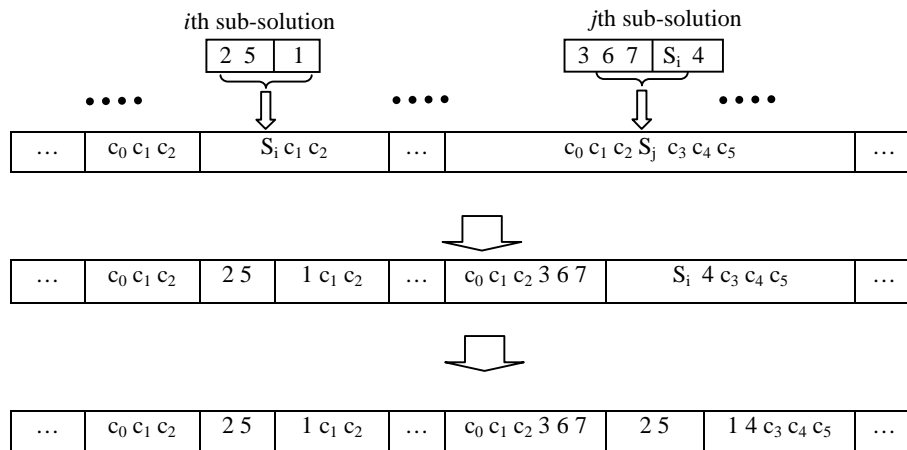 ith sub-solution jth sub-solution
2 5 1 3 6 7 Sᵢ 4
•••• •••• ••••
… c₀ c₁ c₂ Sᵢ c₁ c₂ … c₀ c₁ c₂ Sⱼ c₃ c₄ c₅ …
… c₀ c₁ c₂ 2 5 1 c₁ c₂ … c₀ c₁ c₂ 3 6 7 Sᵢ 4 c₃ c₄ c₅ …
… c₀ c₁ c₂ 2 5 1 c₁ c₂ … c₀ c₁ c₂ 3 6 7 2 5 1 4 c₃ c₄ c₅ …